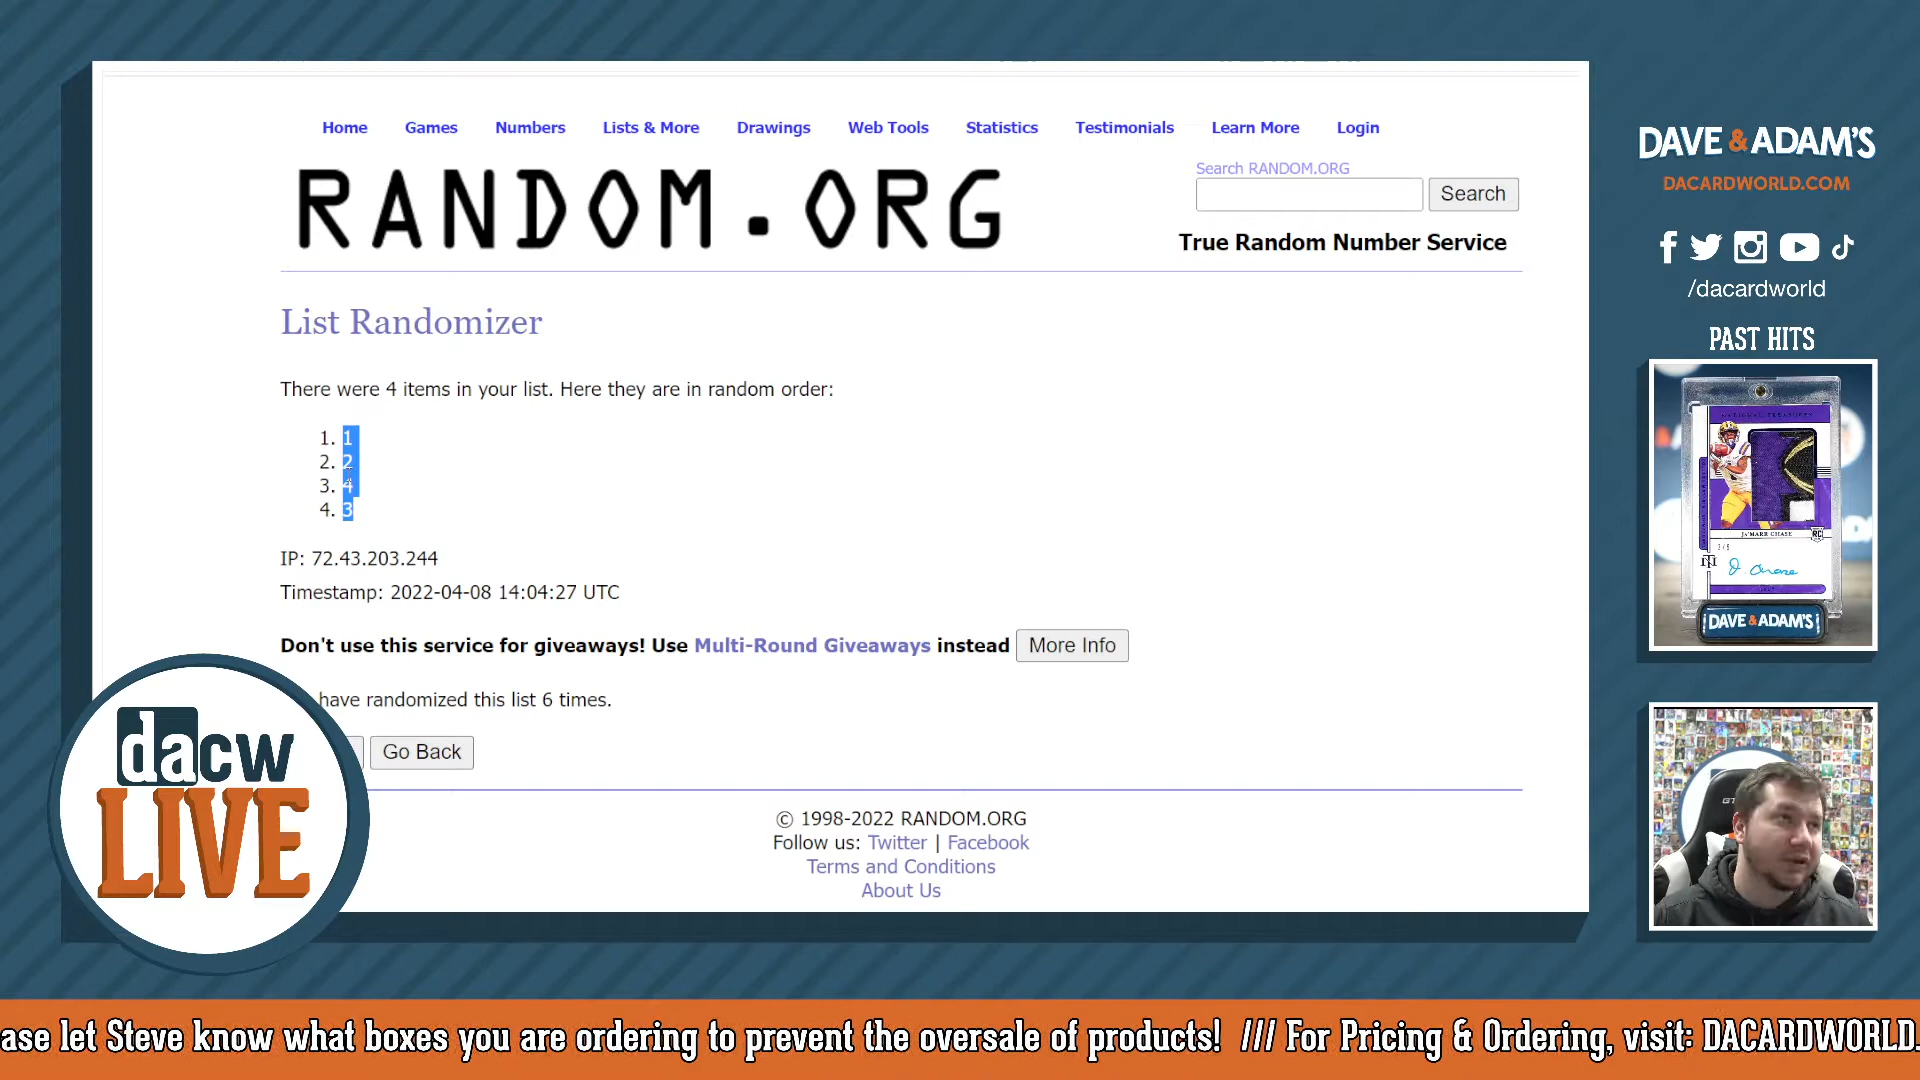 Home Games Numbers Lists & More Drawings Web Tools Statistics Testimonials Learn More Login
RANDOM.ORG
Search RANDOM.ORG
Search
True Random Number Service
List Randomizer
There were 4 items in your list. Here they are in random order:
1. 1
2. 2
3. 4
4. 3
IP: 72.43.203.244
Timestamp: 2022-04-08 14:04:27 UTC
Don't use this service for giveaways! Use Multi-Round Giveaways instead More Info
have randomized this list 6 times.
Go Back
© 1998-2022 RANDOM.ORG
Follow us: Twitter | Facebook
Terms and Conditions
About Us
dacw
LIVE
DAVE & ADAM'S
DACARDWORLD.COM
/dacardworld
PAST HITS
NATIONAL TREASURES
JA'MARR CHASE
RC
DAVE & ADAM'S
ase let Steve know what boxes you are ordering to prevent the oversale of products! /// For Pricing & Ordering, visit: DACARDWORLD.